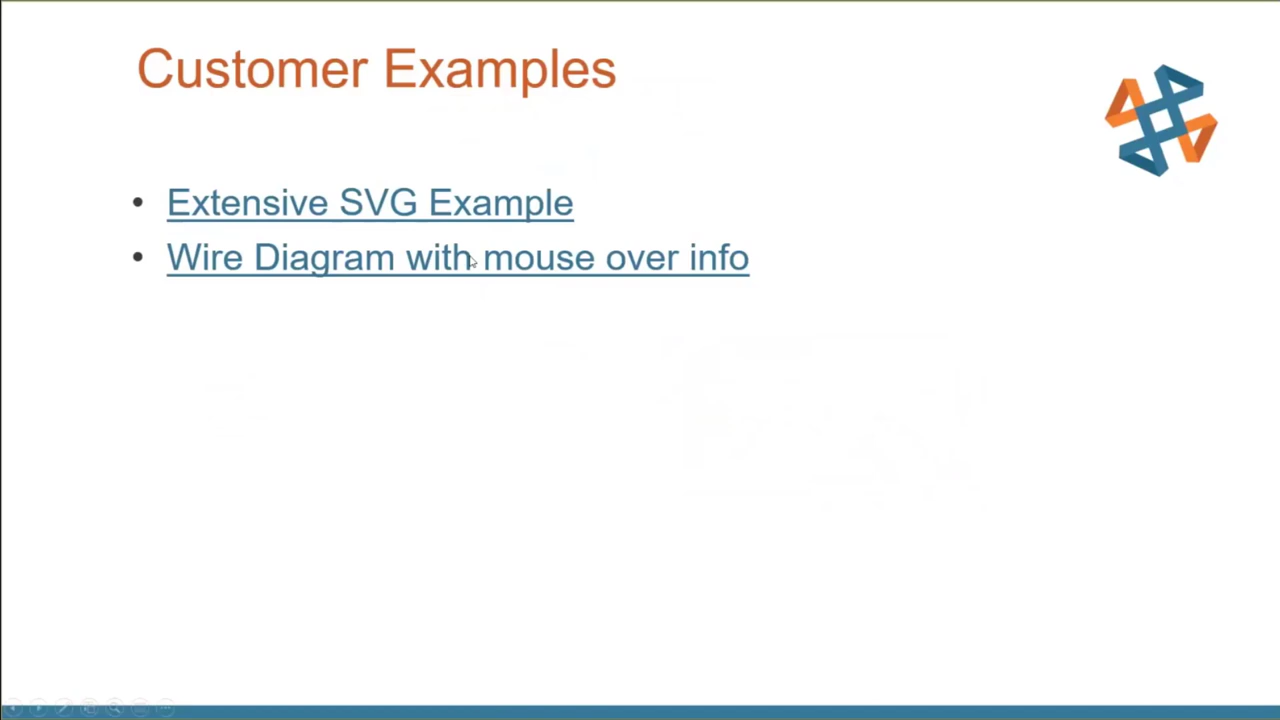 Customer Examples
• Extensive SVG Example
• Wire Diagram with mouse over info